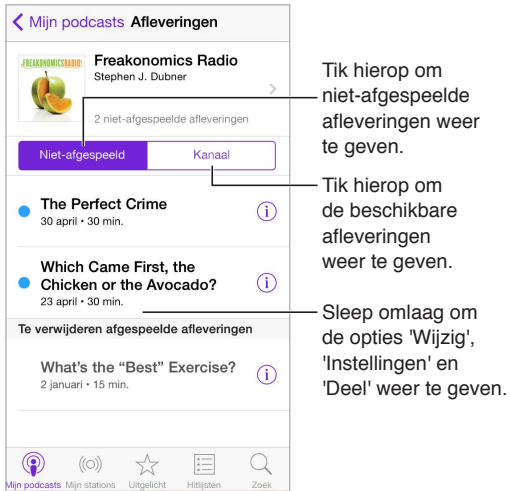 Mijn podcasts Afleveringen
FREAKONOMICSRADIO
Freakonomics Radio
Stephen J. Dubner
2 niet-afgespeelde afleveringen
Niet-afgespeeld Kanaal
The Perfect Crime
30 april • 30 min.
Which Came First, the
Chicken or the Avocado?
23 april • 30 min.
Te verwijderen afgespeelde afleveringen
What's the “Best” Exercise?
2 januari • 15 min.
Mijn podcasts Mijn stations Uitgelicht Hitlijsten Zoek
Tik hierop om
niet-afgespeelde
afleveringen weer
te geven.
Tik hierop om
de beschikbare
afleveringen
weer te geven.
Sleep omlaag om
de opties 'Wijzig',
'Instellingen' en
'Deel' weer te geven.